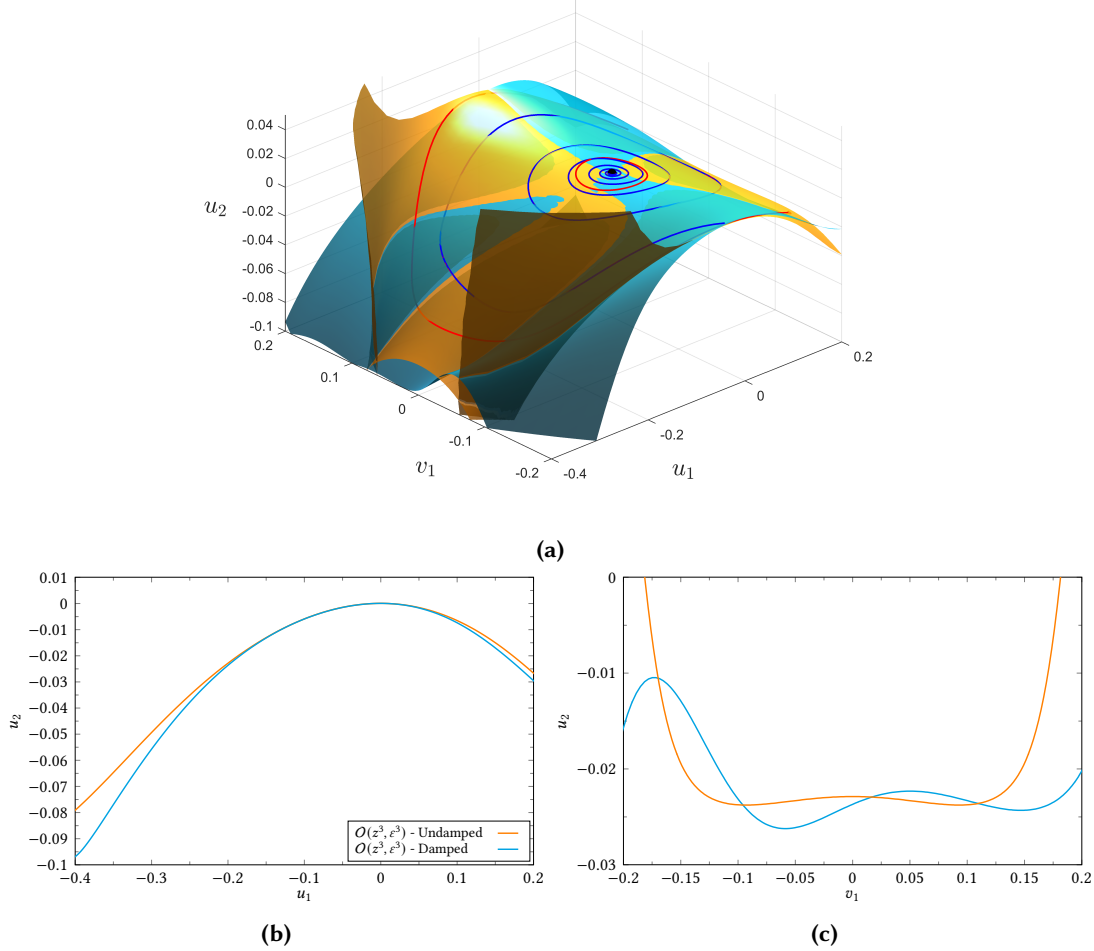 0.04
0.02
0
-0.02
-0.04
-0.06
-0.08
-0.1
u₂
0.2
0.1
0
-0.1
-0.2
v₁
-0.4
-0.2
0
0.2
u₁
(a)
0.01
0
−0.01
−0.02
−0.03
−0.04
−0.05
−0.06
−0.07
−0.08
−0.09
−0.1
u₂
−0.4 −0.3 −0.2 −0.1 0 0.1 0.2
u₁
O(z³, ε³) - Undamped
O(z³, ε³) - Damped
(b)
0
−0.01
−0.02
−0.03
u₂
−0.2 −0.15 −0.1 −0.05 0 0.05 0.1 0.15 0.2
v₁
(c)